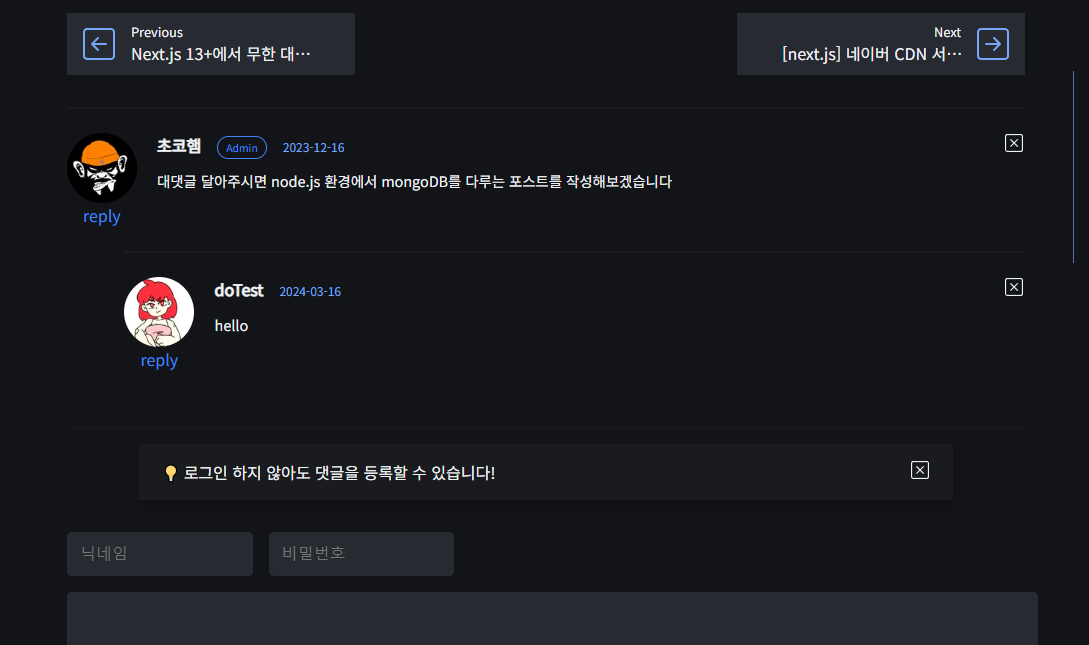 Previous
Next.js 13+에서 무한 대…
Next
[next.js] 네이버 CDN 서…
초코햄 Admin 2023-12-16
대댓글 달아주시면 node.js 환경에서 mongoDB를 다루는 포스트를 작성해보겠습니다
reply
doTest 2024-03-16
hello
reply
💡 로그인 하지 않아도 댓글을 등록할 수 있습니다!
닉네임 비밀번호